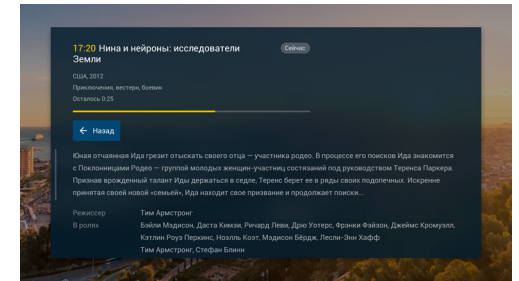 17:20 Нина и нейроны: исследователи
Земли
Сейчас
США, 2012
Приключения, вестерн, боевик
Осталось 0:25
← Назад
Юная отчаянная Ида грезит отыскать своего отца — участника родео. В процессе его поисков Ида знакомится
с Поклонницами Родео — группой молодых женщин-участниц состязаний под руководством Теренса Паркера.
Признав врожденный талант Иды держаться в седле, Теренс берет ее в ряды своих подопечных. Искренне
принятая своей новой «семьей», Ида находит свое призвание и продолжает поиски...
Режиссер Тим Армстронг
В ролях Бэйли Мэдисон, Даста Кимзи, Ричард Леви, Дрю Уотерс, Фрэнки Фэйзон, Джеймс Кромуэлл,
Кэтлин Роуз Перкинс, Ноэлль Коэт, Мэдисон Бёрдж, Лесли-Энн Хафф
Тим Армстронг, Стефан Блинн